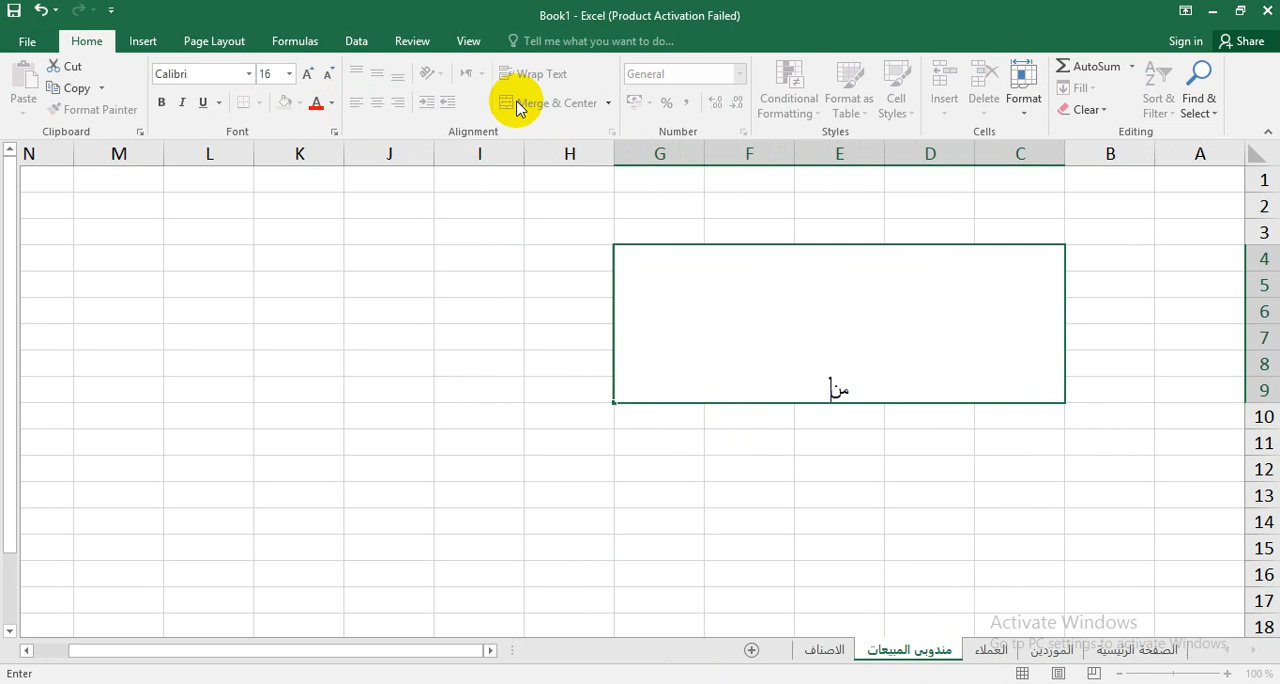 Book1 - Excel (Product Activation Failed)
File Home Insert Page Layout Formulas Data Review View Tell me what you want to do... Sign in Share
Paste Cut Copy Format Painter Clipboard
Calibri 16 B I U A Font
Wrap Text Merge & Center Alignment
General % Number
Conditional Formatting Format as Table Cell Styles Styles
Insert Delete Format Cells
AutoSum Fill Clear Sort & Filter Find & Select Editing
N M L K J I H G F E D C B A
1
2
3
4
5
6
7
8
9
من
10
11
12
13
14
15
16
17
18
Activate Windows
Go to PC settings to activate Windows.
الصفحة الرئيسية الموردين العملاء مندوبى المبيعات الاصناف
Enter 100 %